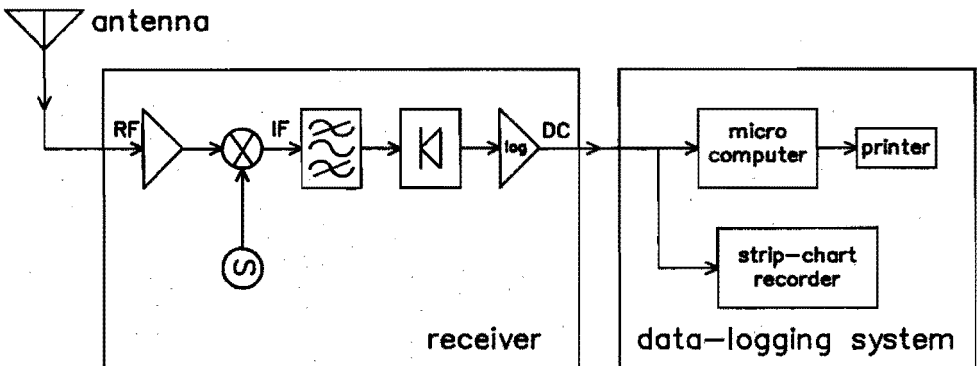 antenna
RF
IF
log
DC
micro
computer
printer
S
strip-chart
recorder
receiver
data-logging system